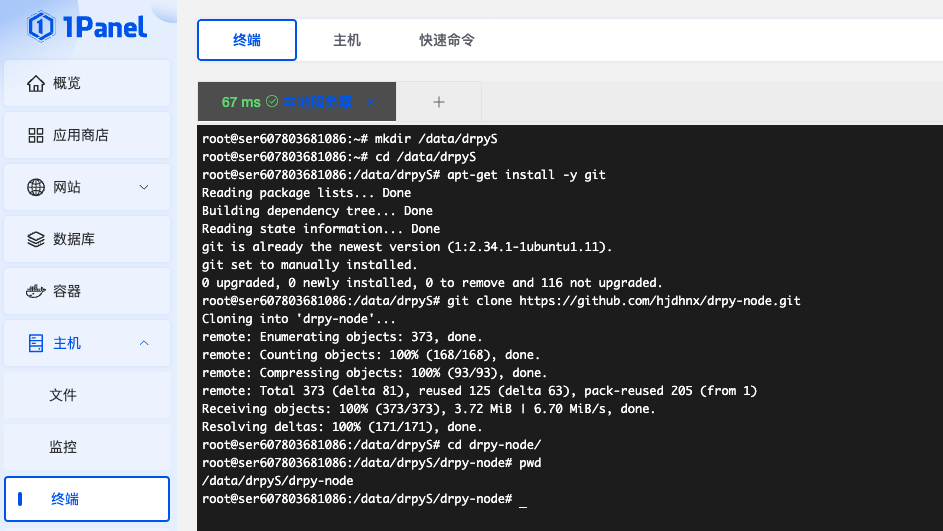 1Panel
概览
应用商店
网站
数据库
容器
主机
文件
监控
终端
终端 主机 快速命令
67 ms 本地服务器 ×
+
root@ser607803681086:~# mkdir /data/drpyS
root@ser607803681086:~# cd /data/drpyS
root@ser607803681086:/data/drpyS# apt-get install -y git
Reading package lists... Done
Building dependency tree... Done
Reading state information... Done
git is already the newest version (1:2.34.1-1ubuntu1.11).
git set to manually installed.
0 upgraded, 0 newly installed, 0 to remove and 116 not upgraded.
root@ser607803681086:/data/drpyS# git clone https://github.com/hjdhnx/drpy-node.git
Cloning into 'drpy-node'...
remote: Enumerating objects: 373, done.
remote: Counting objects: 100% (168/168), done.
remote: Compressing objects: 100% (93/93), done.
remote: Total 373 (delta 81), reused 125 (delta 63), pack-reused 205 (from 1)
Receiving objects: 100% (373/373), 3.72 MiB | 6.70 MiB/s, done.
Resolving deltas: 100% (171/171), done.
root@ser607803681086:/data/drpyS# cd drpy-node/
root@ser607803681086:/data/drpyS/drpy-node# pwd
/data/drpyS/drpy-node
root@ser607803681086:/data/drpyS/drpy-node# _